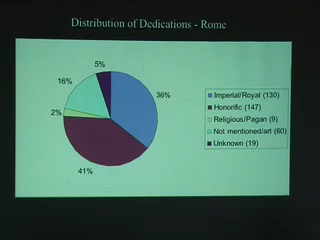 Distribution of Dedications - Rome
5%
16%
36%
2%
41%
Imperial/Royal (130)
Honorific (147)
Religious/Pagan (9)
Not mentioned/art (60)
Unknown (19)